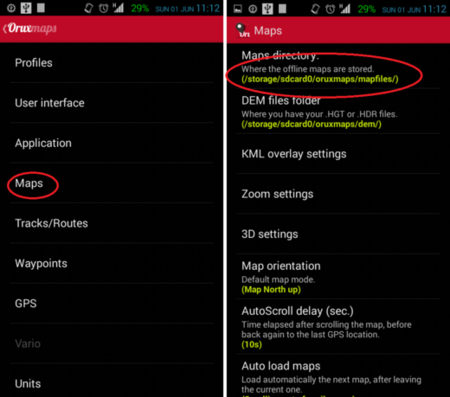 29% SUN 01 JUN 11:12
Oruxmaps
Profiles
User interface
Application
Maps
Tracks/Routes
Waypoints
GPS
Vario
Units
29% SUN 01 JUN 11:12
Maps
Maps directory:
Where the offline maps are stored.
(/storage/sdcard0/oruxmaps/mapfiles/)
DEM files folder
Where you have your .HGT or .HDR files.
(/storage/sdcard0/oruxmaps/dem/)
KML overlay settings
Zoom settings
3D settings
Map orientation
Default map mode.
(Map North up)
AutoScroll delay (sec.)
Time elapsed after scrolling the map, before
back again to the last GPS location.
(10s)
Auto load maps
Load automatically the next map, after leaving
the current one.